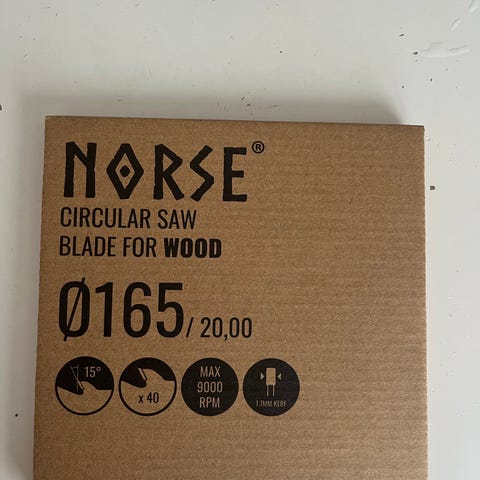 NORSE®
CIRCULAR SAW
BLADE FOR WOOD
Ø165/ 20,00
15°
x 40
MAX
9000
RPM
1.7MM KERF